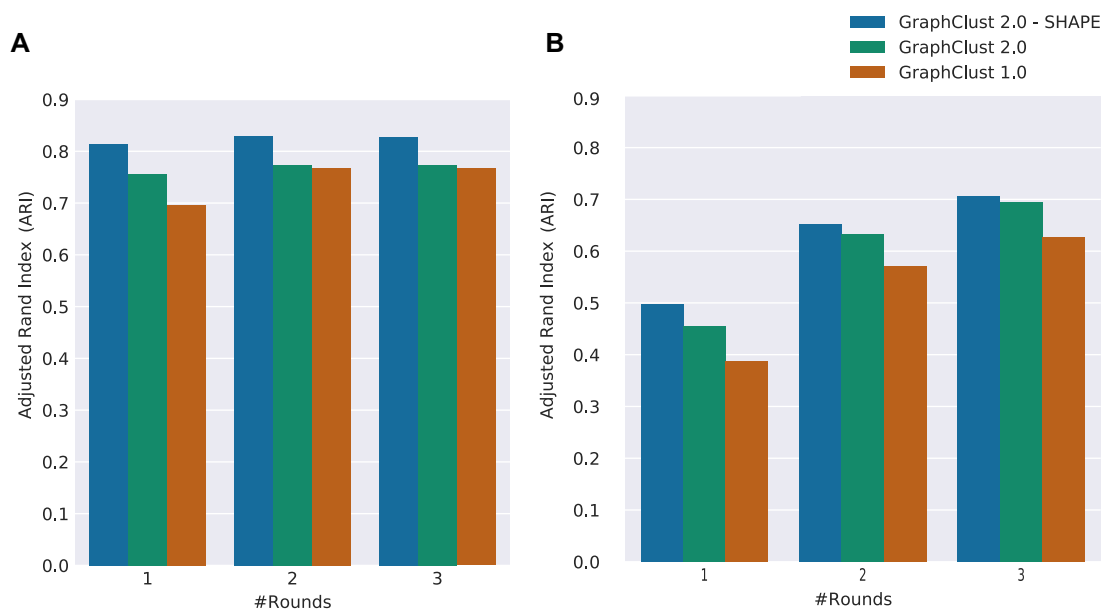 A
B
GraphClust 2.0 - SHAPE
GraphClust 2.0
GraphClust 1.0
Adjusted Rand Index (ARI)
0.9
0.8
0.7
0.6
0.5
0.4
0.3
0.2
0.1
0.0
1
2
3
#Rounds
Adjusted Rand Index (ARI)
0.9
0.8
0.7
0.6
0.5
0.4
0.3
0.2
0.1
0.0
1
2
3
#Rounds